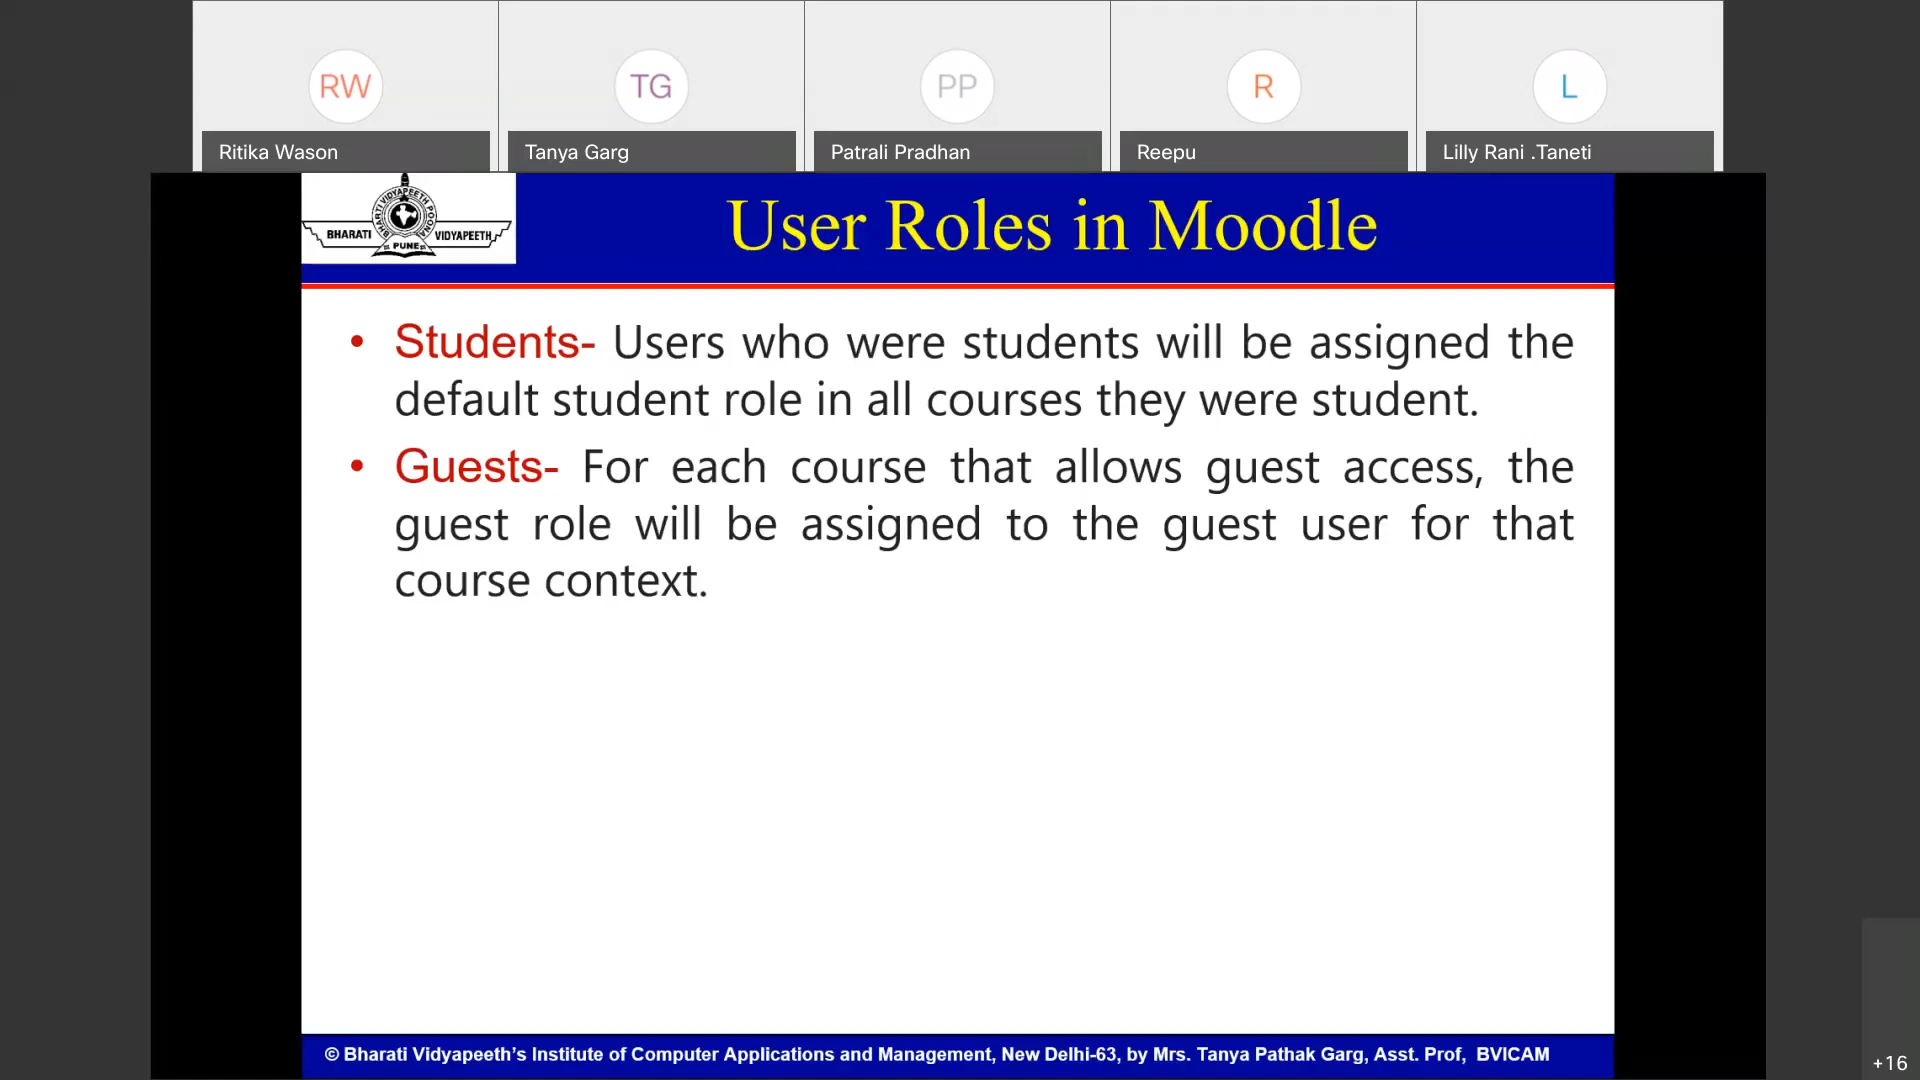 RW
TG
PP
R
L
Ritika Wason
Tanya Garg
Patrali Pradhan
Reepu
Lilly Rani .Taneti
BHARATI VIDYAPEETH POONA
BHARATI
VIDYAPEETH
PUNE
User Roles in Moodle
• Students- Users who were students will be assigned the
default student role in all courses they were student.
• Guests- For each course that allows guest access, the
guest role will be assigned to the guest user for that
course context.
© Bharati Vidyapeeth’s Institute of Computer Applications and Management, New Delhi-63, by Mrs. Tanya Pathak Garg, Asst. Prof, BVICAM
+16